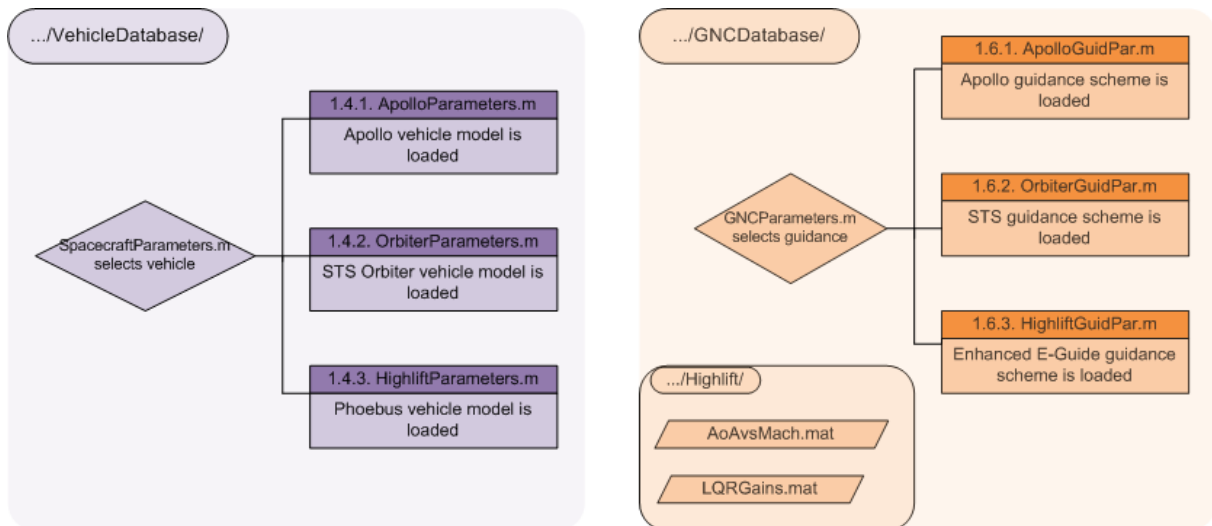 .../VehicleDatabase/
1.4.1. ApolloParameters.m
Apollo vehicle model is
loaded
SpacecraftParameters.m
selects vehicle
1.4.2. OrbiterParameters.m
STS Orbiter vehicle model is
loaded
1.4.3. HighliftParameters.m
Phoebus vehicle model is
loaded
.../GNCDatabase/
1.6.1. ApolloGuidPar.m
Apollo guidance scheme is
loaded
GNCParameters.m
selects guidance
1.6.2. OrbiterGuidPar.m
STS guidance scheme is
loaded
1.6.3. HighliftGuidPar.m
Enhanced E-Guide guidance
scheme is loaded
.../Highlift/
AoAvsMach.mat
LQRGains.mat